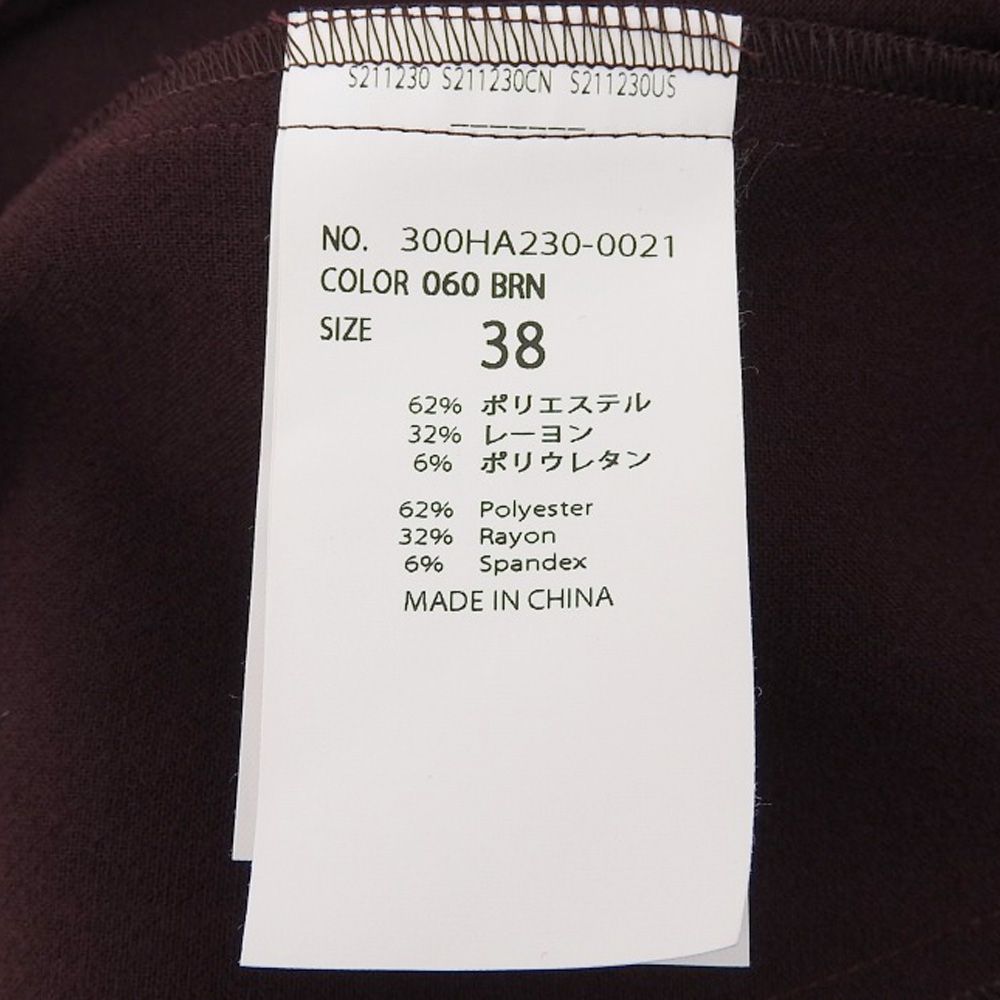 S211230 S211230CN S211230US
NO. 300HA230-0021
COLOR 060 BRN
SIZE 38
62% ポリエステル
32% レーヨン
6% ポリウレタン
62% Polyester
32% Rayon
6% Spandex
MADE IN CHINA